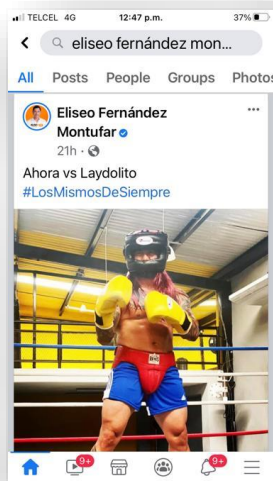 TELCEL 4G 12:47 p.m. 37%
eliseo fernández mon...
All Posts People Groups Photos
Eliseo Fernández
Montufar
21h
Ahora vs Laydolito
#LosMismosDeSiempre
9+ 9+